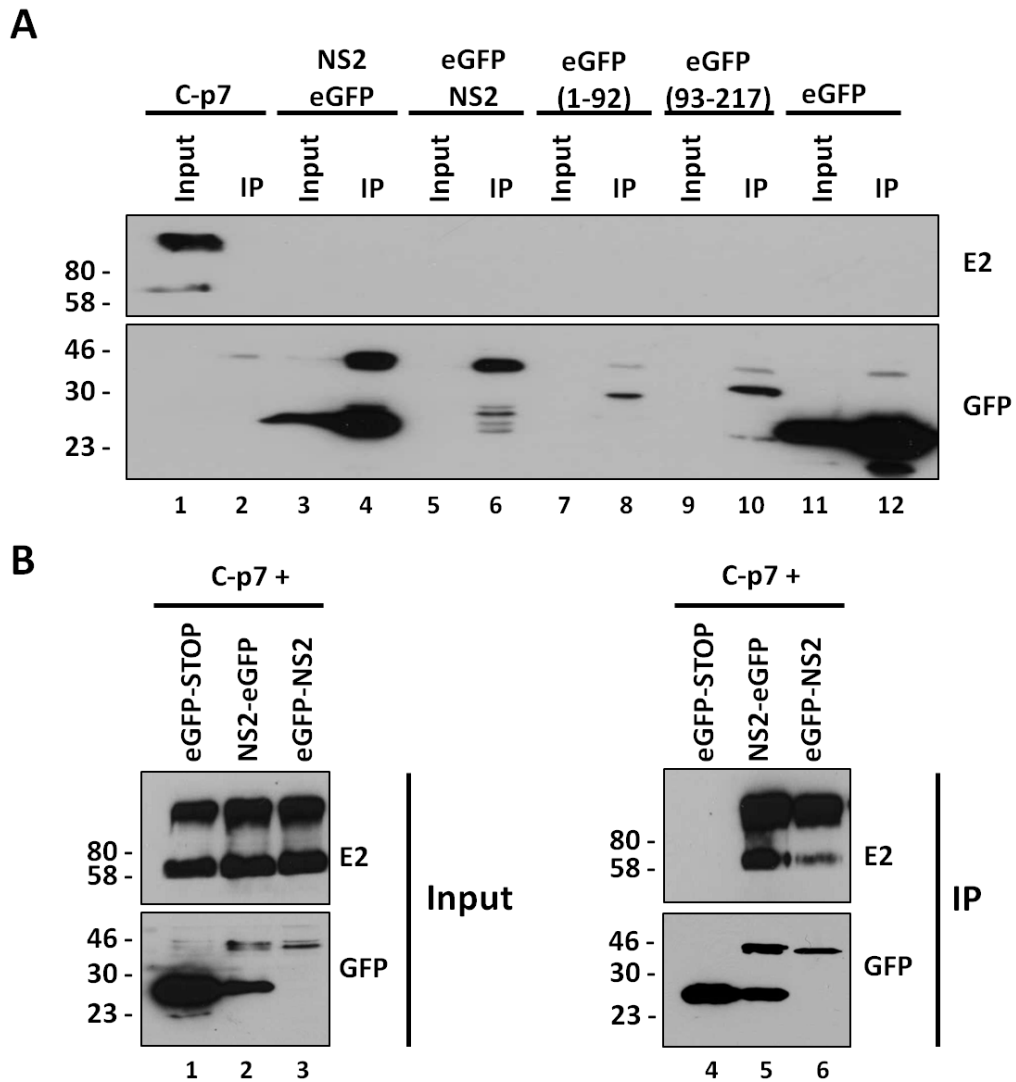 A
NS2 eGFP eGFP eGFP
C-p7 eGFP NS2 (1-92) (93-217) eGFP
Input IP Input IP Input IP Input IP Input IP Input IP
80 -
58 -
E2
46 -
30 -
23 -
GFP
1 2 3 4 5 6 7 8 9 10 11 12
B
C-p7 +
eGFP-STOP NS2-eGFP eGFP-NS2
80 -
58 -
E2
46 -
30 -
23 -
GFP
1 2 3
Input
C-p7 +
eGFP-STOP NS2-eGFP eGFP-NS2
80 -
58 -
E2
46 -
30 -
23 -
GFP
4 5 6
IP